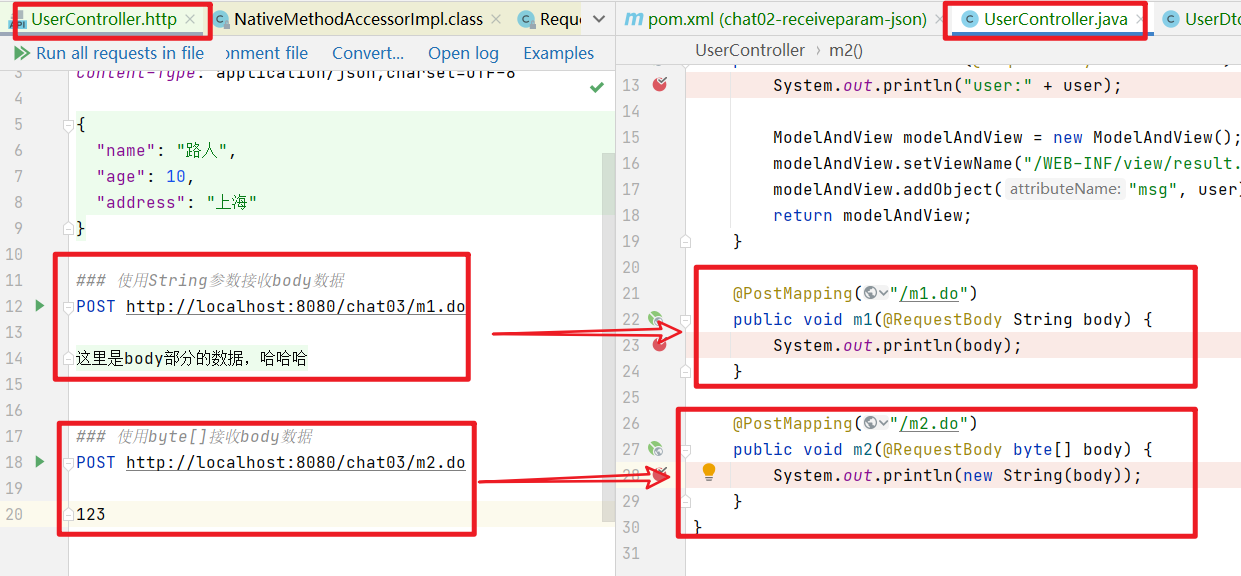 UserController.http
NativeMethodAccessorImpl.class
Reque
pom.xml (chat02-receiveparam-json)
UserController.java
UserDto
Run all requests in file
onment file
Convert...
Open log
Examples
UserController › m2()
3 Content-Type: application/json;charset=UTF-8
4
5 {
6 "name": "路人",
7 "age": 10,
8 "address": "上海"
9 }
10
11 ### 使用String参数接收body数据
12 POST http://localhost:8080/chat03/m1.do
13
14 这里是body部分的数据，哈哈哈
15
16
17 ### 使用byte[]接收body数据
18 POST http://localhost:8080/chat03/m2.do
19
20 123
13 System.out.println("user:" + user);
14
15 ModelAndView modelAndView = new ModelAndView();
16 modelAndView.setViewName("/WEB-INF/view/result.
17 modelAndView.addObject( attributeName: "msg", user)
18 return modelAndView;
19 }
20
21 @PostMapping("/m1.do")
22 public void m1(@RequestBody String body) {
23 System.out.println(body);
24 }
25
26 @PostMapping("/m2.do")
27 public void m2(@RequestBody byte[] body) {
28 System.out.println(new String(body));
29 }
30 }
31